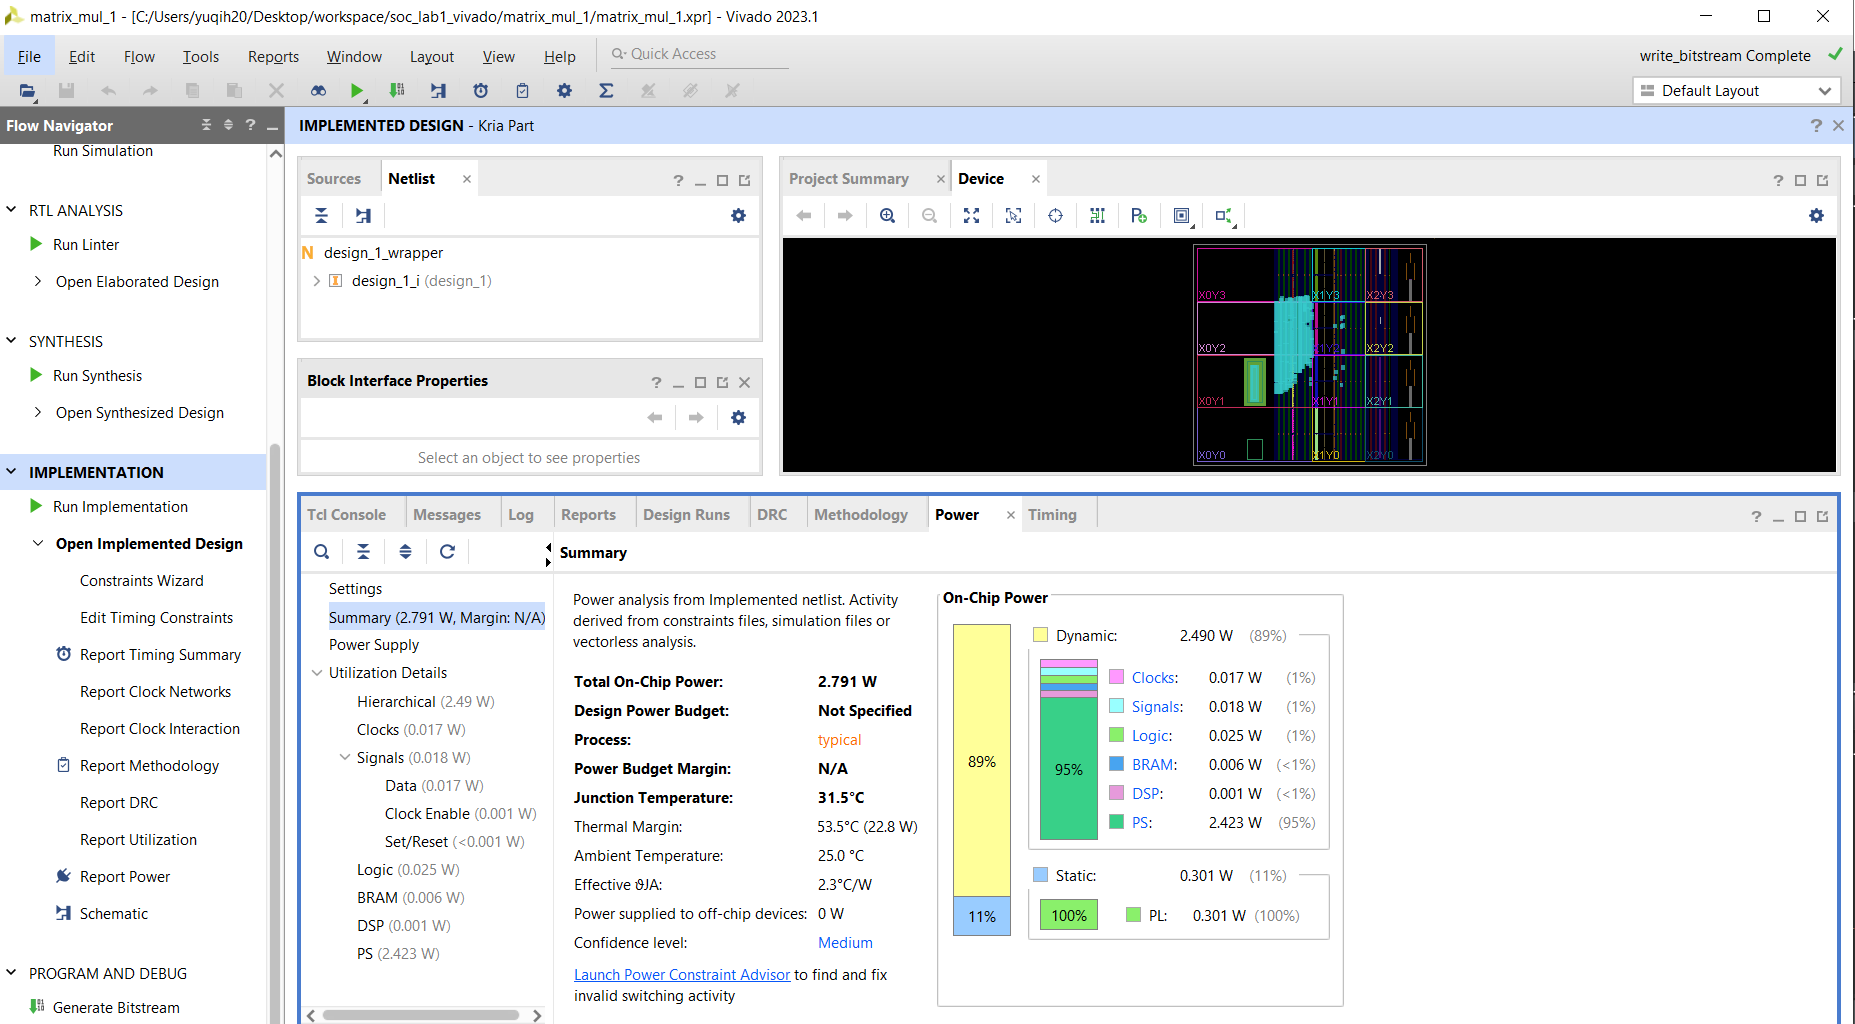 matrix_mul_1 - [C:/Users/yuqih20/Desktop/workspace/soc_lab1_vivado/matrix_mul_1/matrix_mul_1.xpr] - Vivado 2023.1
File Edit Flow Tools Reports Window Layout View Help Quick Access
write_bitstream Complete
Default Layout
Flow Navigator
IMPLEMENTED DESIGN - Kria Part
Run Simulation
RTL ANALYSIS
Run Linter
Open Elaborated Design
SYNTHESIS
Run Synthesis
Open Synthesized Design
IMPLEMENTATION
Run Implementation
Open Implemented Design
Constraints Wizard
Edit Timing Constraints
Report Timing Summary
Report Clock Networks
Report Clock Interaction
Report Methodology
Report DRC
Report Utilization
Report Power
Schematic
PROGRAM AND DEBUG
Generate Bitstream
Sources Netlist
design_1_wrapper
design_1_i (design_1)
Block Interface Properties
Select an object to see properties
Project Summary Device
X0Y3 X1Y3 X2Y3
X0Y2 X1Y2 X2Y2
X0Y1 X1Y1 X2Y1
X0Y0 X1Y0 X2Y0
Tcl Console Messages Log Reports Design Runs DRC Methodology Power Timing
Summary
Settings
Summary (2.791 W, Margin: N/A)
Power Supply
Utilization Details
Hierarchical (2.49 W)
Clocks (0.017 W)
Signals (0.018 W)
Data (0.017 W)
Clock Enable (0.001 W)
Set/Reset (<0.001 W)
Logic (0.025 W)
BRAM (0.006 W)
DSP (0.001 W)
PS (2.423 W)
Power analysis from Implemented netlist. Activity
derived from constraints files, simulation files or
vectorless analysis.
Total On-Chip Power: 2.791 W
Design Power Budget: Not Specified
Process: typical
Power Budget Margin: N/A
Junction Temperature: 31.5°C
Thermal Margin: 53.5°C (22.8 W)
Ambient Temperature: 25.0 °C
Effective ϑJA: 2.3°C/W
Power supplied to off-chip devices: 0 W
Confidence level: Medium
Launch Power Constraint Advisor to find and fix
invalid switching activity
On-Chip Power
89%
11%
Dynamic: 2.490 W (89%)
95%
Clocks: 0.017 W (1%)
Signals: 0.018 W (1%)
Logic: 0.025 W (1%)
BRAM: 0.006 W (<1%)
DSP: 0.001 W (<1%)
PS: 2.423 W (95%)
Static: 0.301 W (11%)
100%
PL: 0.301 W (100%)